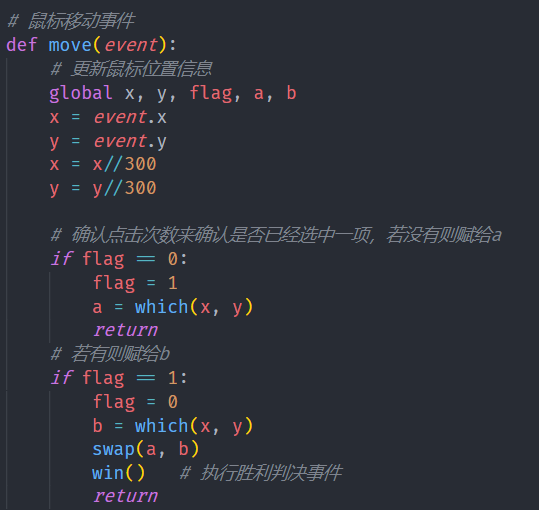 # 鼠标移动事件
def move(event):
    # 更新鼠标位置信息
    global x, y, flag, a, b
    x = event.x
    y = event.y
    x = x//300
    y = y//300
    # 确认点击次数来确认是否已经选中一项，若没有则赋给a
    if flag == 0:
        flag = 1
        a = which(x, y)
        return
    # 若有则赋给b
    if flag == 1:
        flag = 0
        b = which(x, y)
        swap(a, b)
        win()   # 执行胜利判决事件
        return